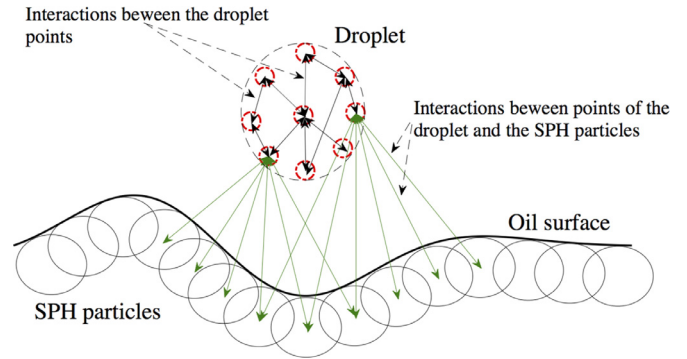 Interactions beween the droplet
points
Droplet
Interactions beween points of the
droplet and the SPH particles
Oil surface
SPH particles